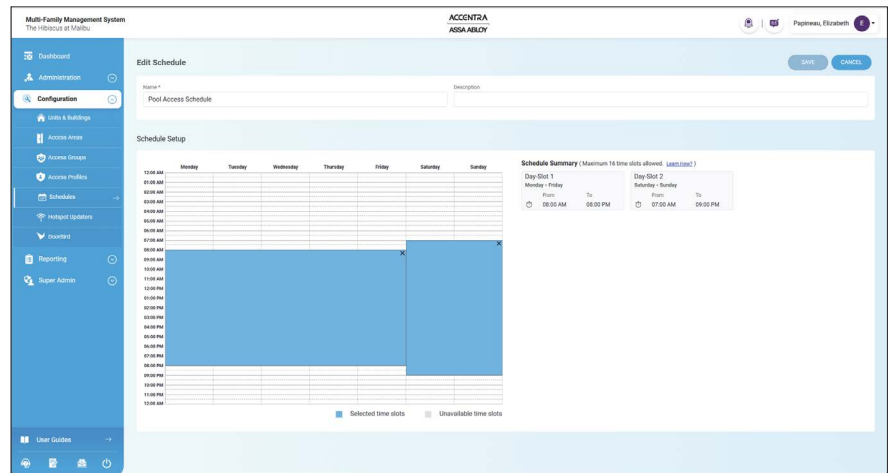 Multi-Family Management System
The Hibiscus at Malibu
ACCENTRA
ASSA ABLOY
Papineau, Elizabeth
E
Dashboard
Administration
Configuration
Units & Buildings
Access Areas
Access Groups
Access Profiles
Schedules
Hotspot Updaters
DoorBird
Reporting
Super Admin
User Guides
Edit Schedule
SAVE
CANCEL
Name *
Description
Pool Access Schedule
Schedule Setup
Monday Tuesday Wednesday Thursday Friday Saturday Sunday
12:00 AM
01:00 AM
02:00 AM
03:00 AM
04:00 AM
05:00 AM
06:00 AM
07:00 AM
08:00 AM
09:00 AM
10:00 AM
11:00 AM
12:00 PM
01:00 PM
02:00 PM
03:00 PM
04:00 PM
05:00 PM
06:00 PM
07:00 PM
08:00 PM
09:00 PM
10:00 PM
11:00 PM
12:00 AM
Selected time slots
Unavailable time slots
Schedule Summary ( Maximum 16 time slots allowed. Learn how? )
Day-Slot 1
Monday - Friday
From To
08:00 AM 08:00 PM
Day-Slot 2
Saturday - Sunday
From To
07:00 AM 09:00 PM